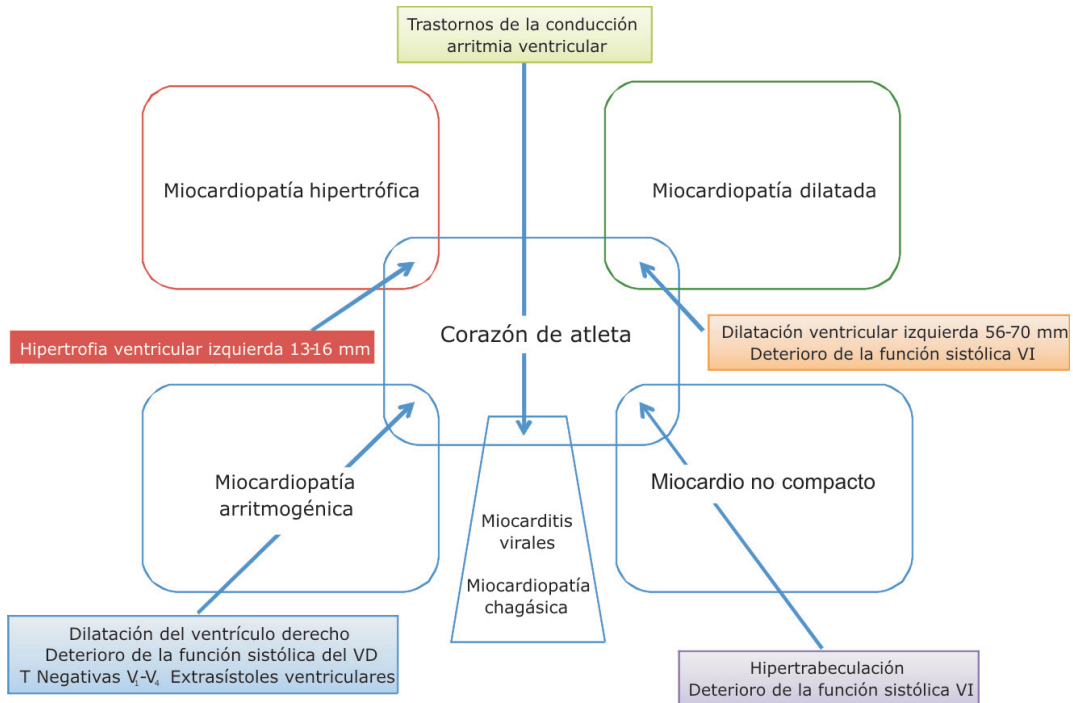 Trastornos de la conducción
arritmia ventricular
Miocardiopatía hipertrófica
Miocardiopatía dilatada
Hipertrofia ventricular izquierda 13-16 mm
Corazón de atleta
Dilatación ventricular izquierda 56-70 mm
Deterioro de la función sistólica VI
Miocardiopatía
arritmogénica
Miocarditis
virales
Miocardiopatía
chagásica
Miocardio no compacto
Dilatación del ventrículo derecho
Deterioro de la función sistólica del VD
T Negativas V₁-V₄ Extrasístoles ventriculares
Hipertrabeculación
Deterioro de la función sistólica VI